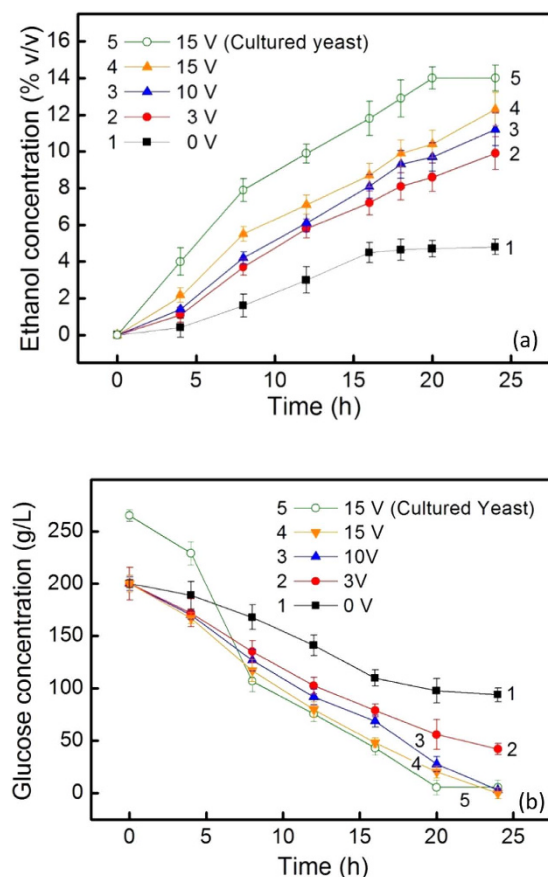 Ethanol concentration (% v/v)
16
14
12
10
8
6
4
2
0
5 15 V (Cultured yeast)
4 15 V
3 10 V
2 3 V
1 0 V
5
4
3
2
1
0 5 10 15 20 25
(a)
Time (h)
Glucose concentration (g/L)
250
200
150
100
50
0
5 15 V (Cultured Yeast)
4 15 V
3 10V
2 3V
1 0 V
1
2
3
4
5
0 5 10 15 20 25
(b)
Time (h)